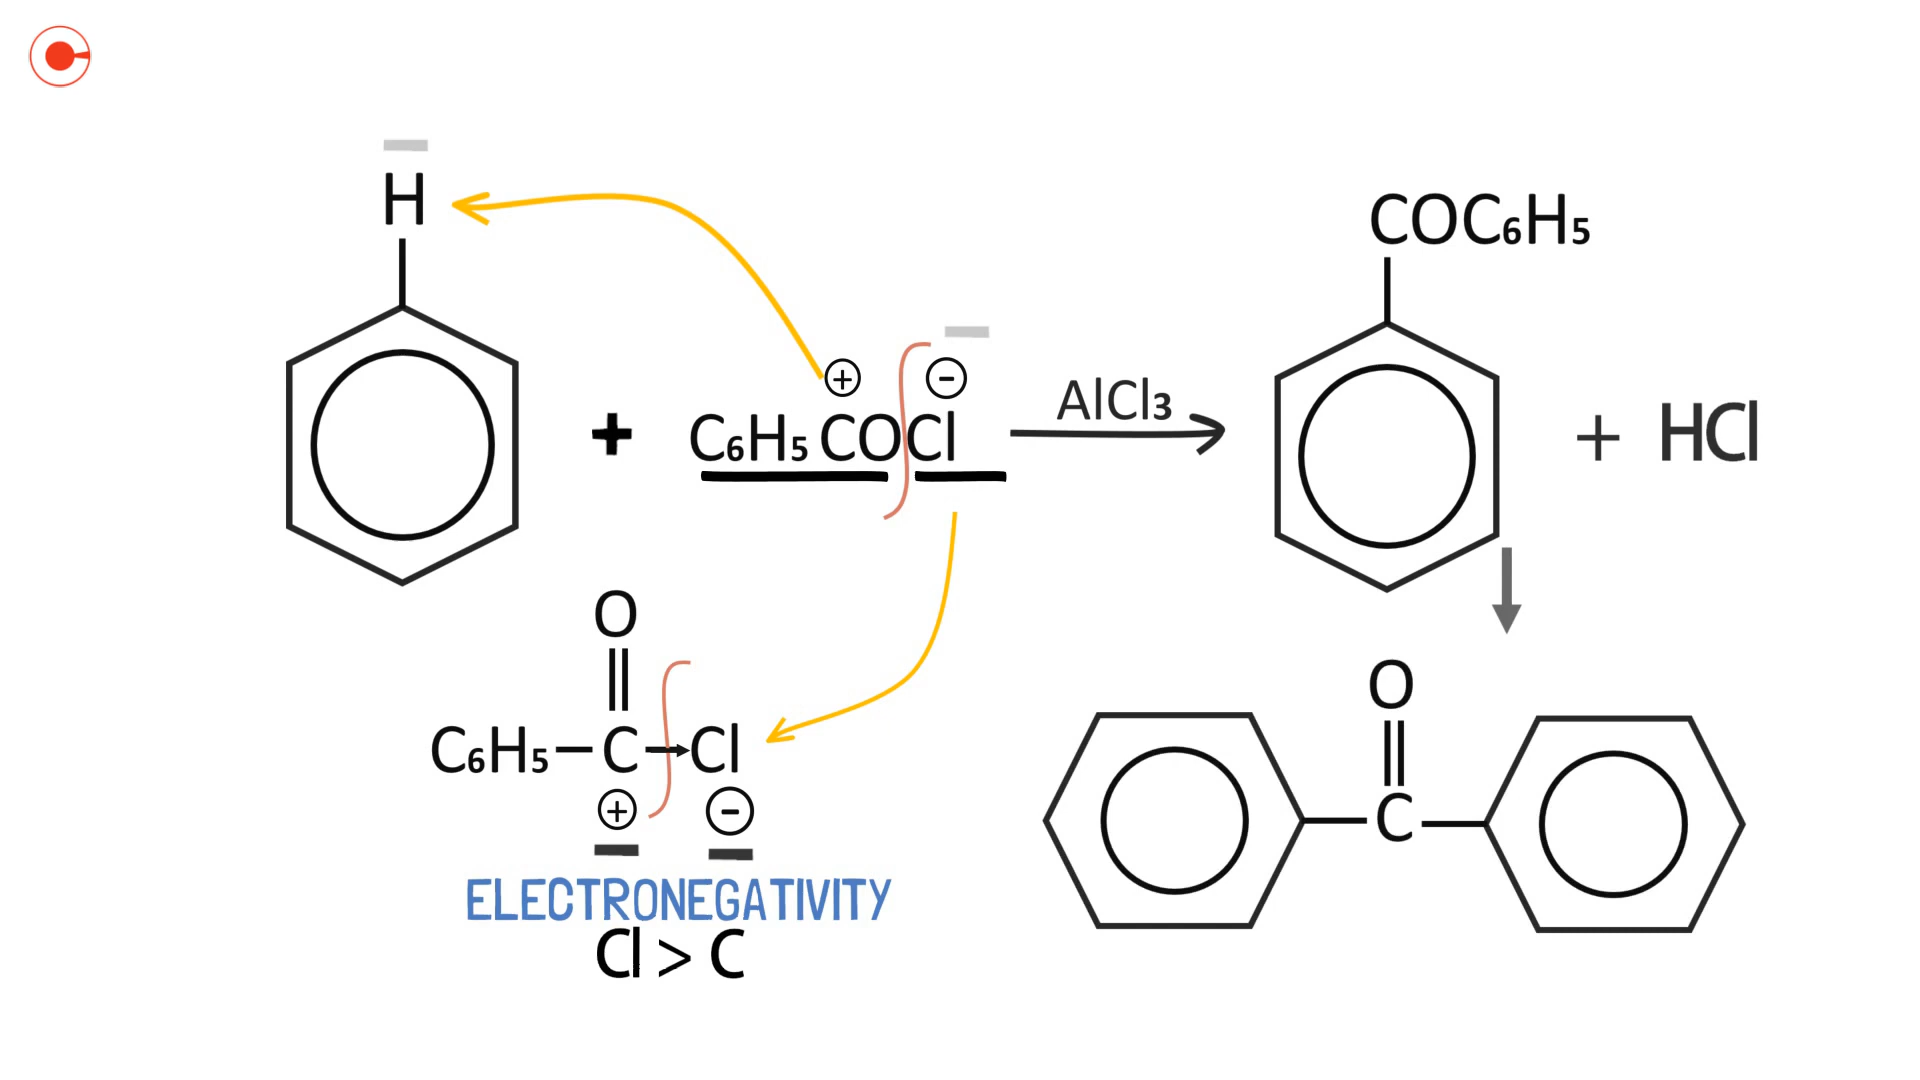 H
COC₆H₅
⊕ ⊖
+ C₆H₅COCl AlCl₃ + HCl
O
C₆H₅–C→Cl
⊕ ⊖
O
C
ELECTRONEGATIVITY
Cl > C